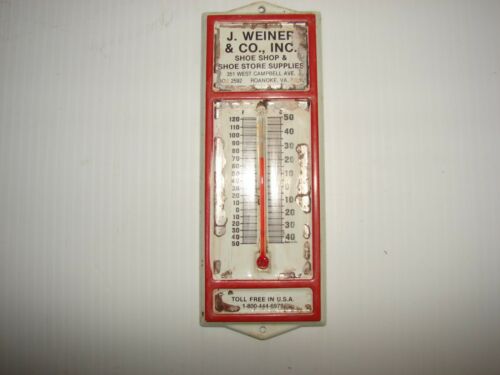 J. WEINER
& CO., INC.
SHOE SHOP &
SHOE STORE SUPPLIES
351 WEST CAMPBELL AVE.
2592 ROANOKE, VA.
F C
120 50
110
100 40
90 30
80
70 20
60
50 10
40
30 0
20
10 10
0 20
10
20 30
30
40 40
50
TOLL FREE IN U.S.A.